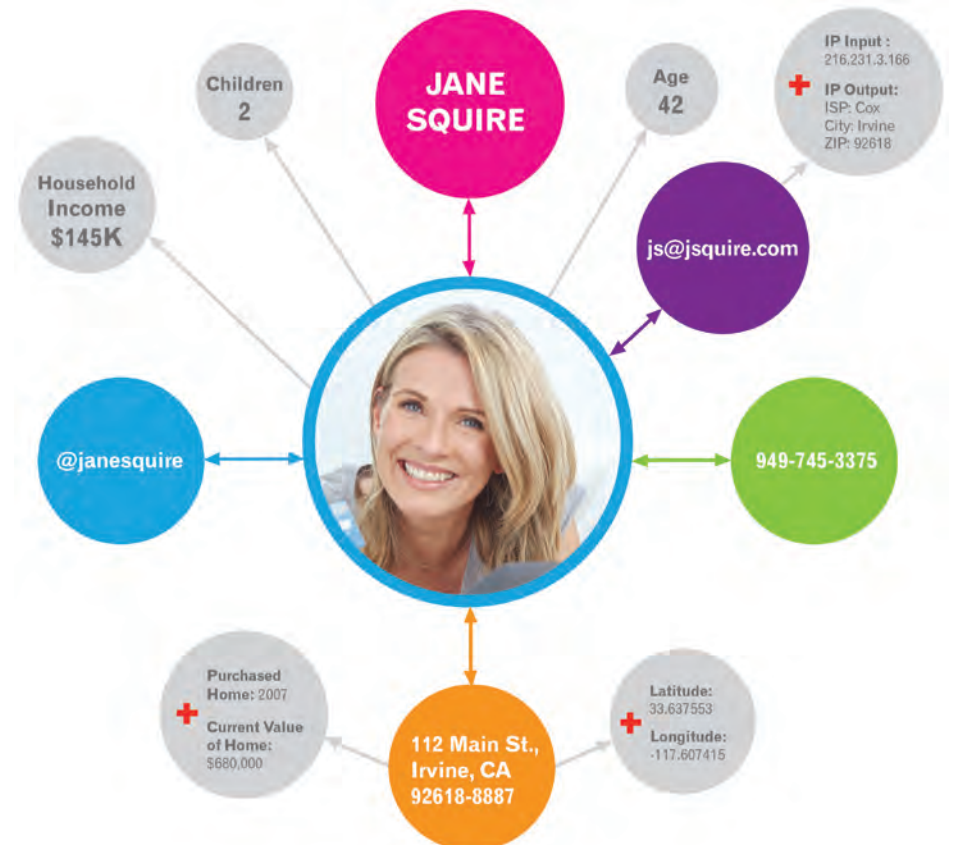 JANE
SQUIRE
Children
2
Age
42
IP Input :
216.231.3.166
IP Output:
ISP: Cox
City: Irvine
ZIP: 92618
Household
Income
$145K
js@jsquire.com
@janesquire
949-745-3375
Purchased
Home: 2007
Current Value
of Home:
$680,000
112 Main St.,
Irvine, CA
92618-8887
Latitude:
33.637553
Longitude:
-117.607415